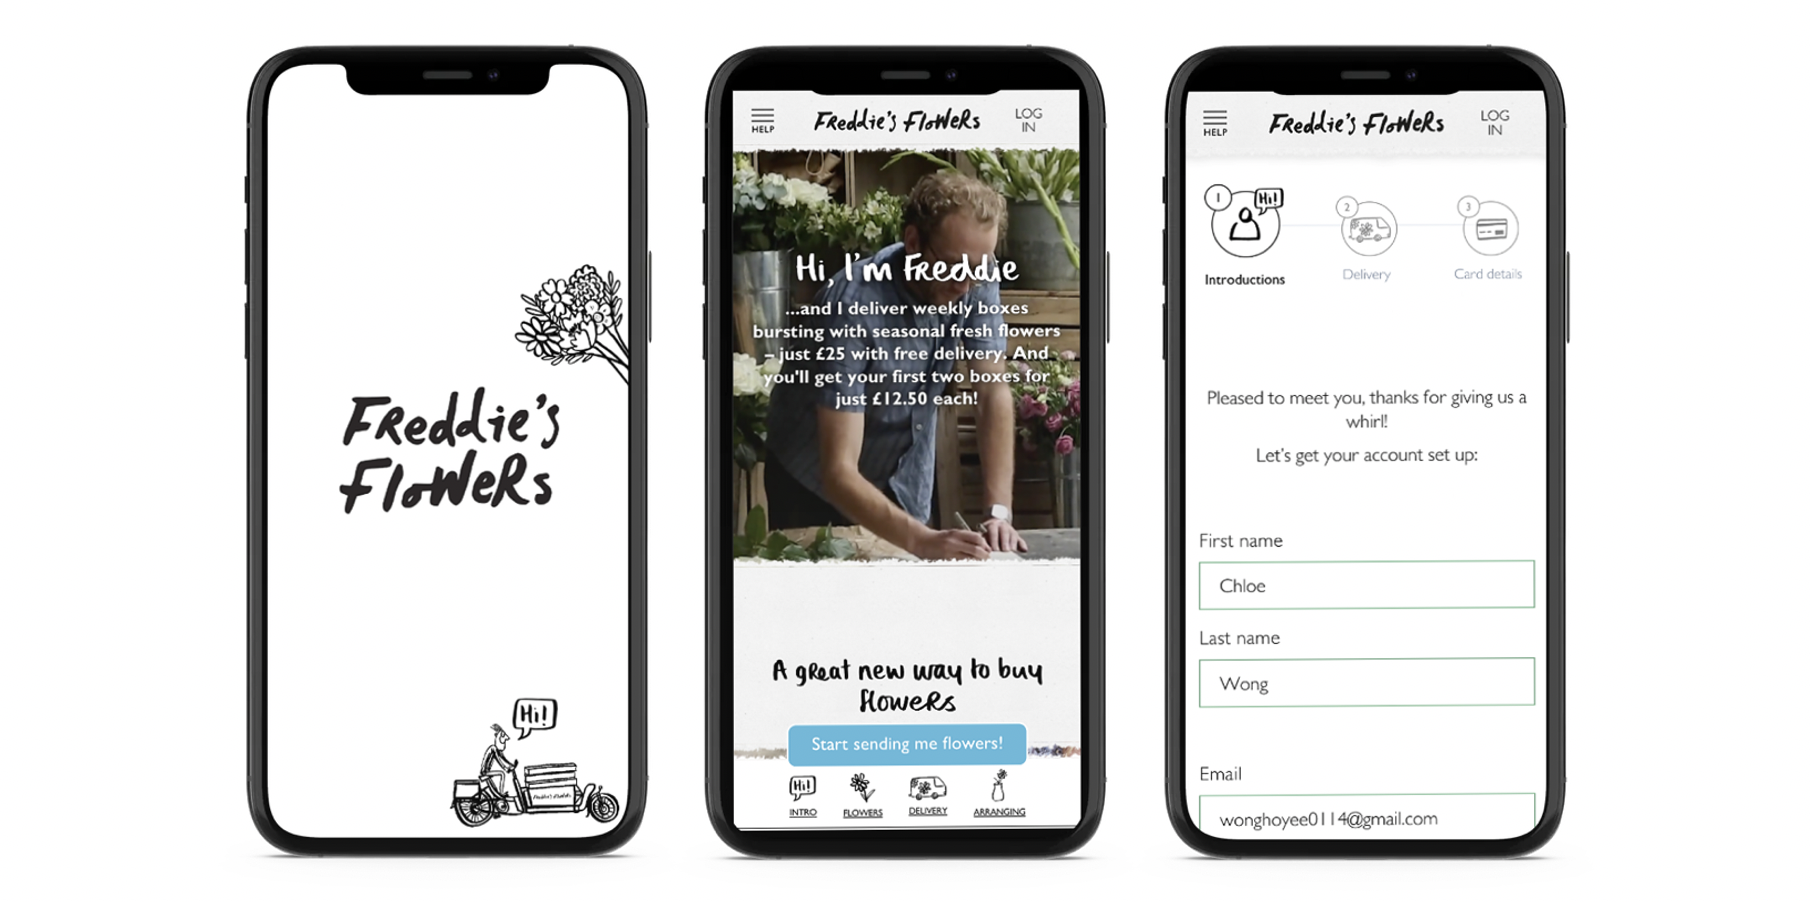 Freddie's
Flowers
Hi!
Freddie's Flowers
HELP
Freddie's Flowers
LOG
IN
Hi, I'm Freddie
...and I deliver weekly boxes
bursting with seasonal fresh flowers
– just £25 with free delivery. And
you'll get your first two boxes for
just £12.50 each!
A great new way to buy
flowers
Start sending me flowers!
Hi!
INTRO
FLOWERS
DELIVERY
ARRANGING
HELP
Freddie's Flowers
LOG
IN
1
Hi!
2
3
Introductions
Delivery
Card details
Pleased to meet you, thanks for giving us a
whirl!
Let's get your account set up:
First name
Chloe
Last name
Wong
Email
wonghoyee0114@gmail.com